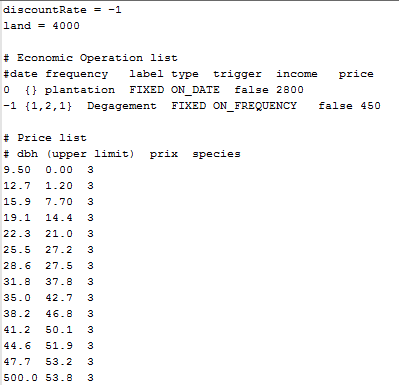 discountRate = -1
land = 4000
# Economic Operation list
#date frequency label type trigger income price
0 {} plantation FIXED ON_DATE false 2800
-1 {1,2,1} Degagement FIXED ON_FREQUENCY false 450
# Price list
# dbh (upper limit) prix species
9.50 0.00 3
12.7 1.20 3
15.9 7.70 3
19.1 14.4 3
22.3 21.0 3
25.5 27.2 3
28.6 27.5 3
31.8 37.8 3
35.0 42.7 3
38.2 46.8 3
41.2 50.1 3
44.6 51.9 3
47.7 53.2 3
500.0 53.8 3